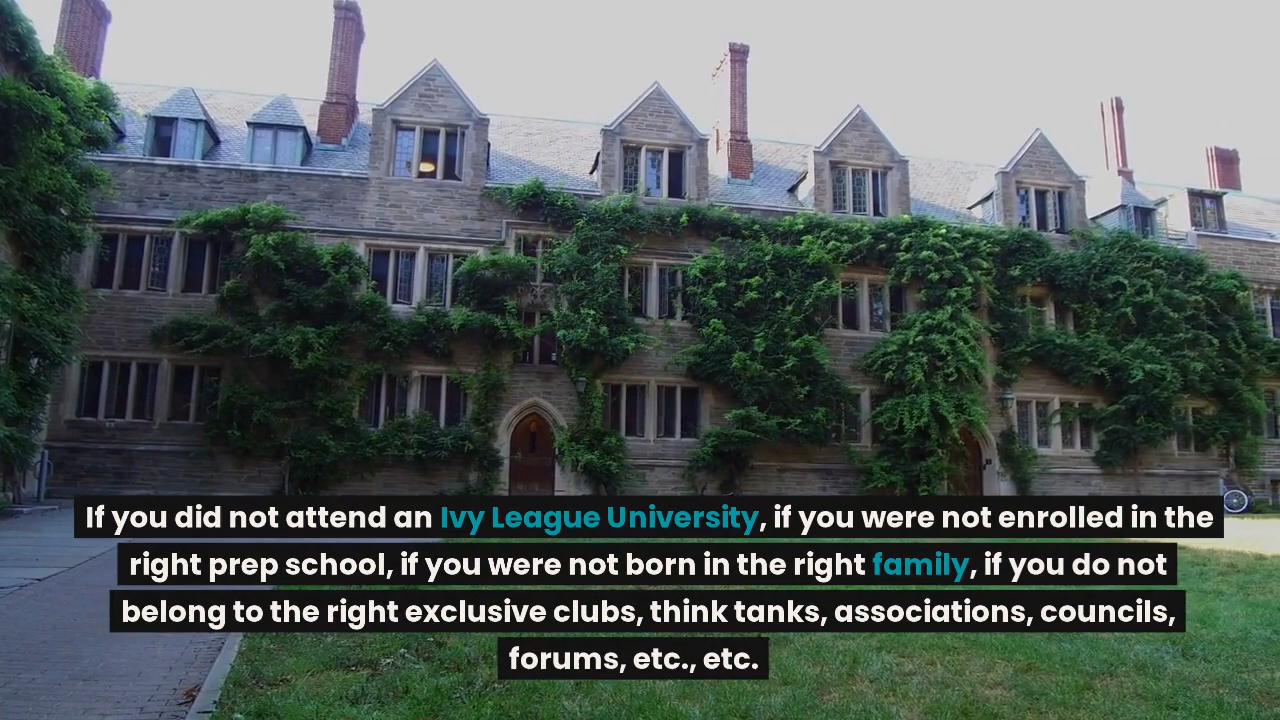 If you did not attend an Ivy League University, if you were not enrolled in the
right prep school, if you were not born in the right family, if you do not
belong to the right exclusive clubs, think tanks, associations, councils,
forums, etc., etc.